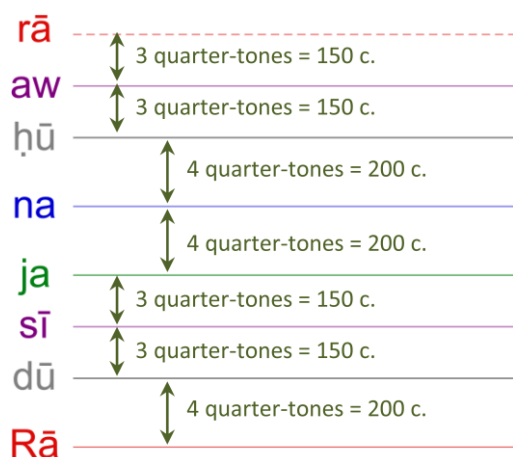 rā
3 quarter-tones = 150 c.
aw
3 quarter-tones = 150 c.
ḥū
4 quarter-tones = 200 c.
na
4 quarter-tones = 200 c.
ja
3 quarter-tones = 150 c.
sī
3 quarter-tones = 150 c.
dū
4 quarter-tones = 200 c.
Rā